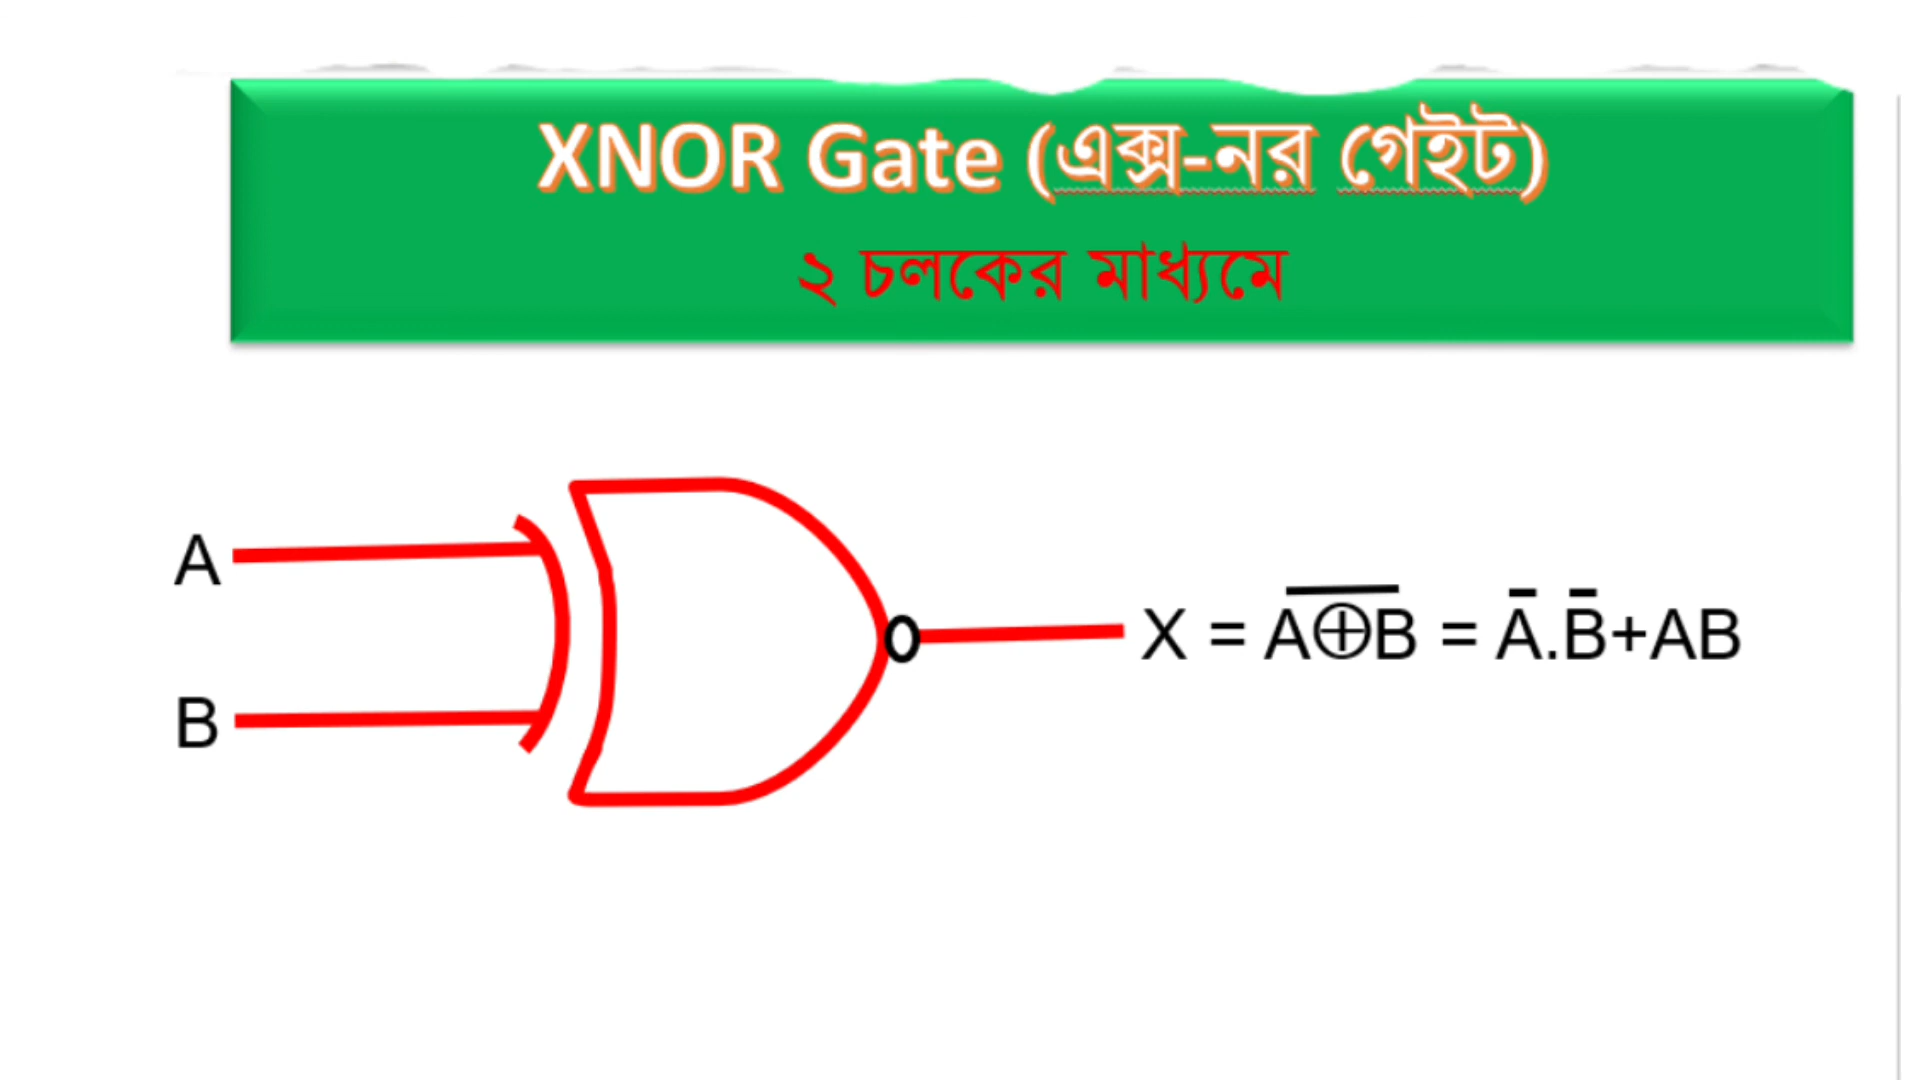 XNOR Gate (এক্স-নর গেইট)
২ চলকের মাধ্যমে
A
X = A̅⊕̅B̅ = A̅.B̅+AB
B